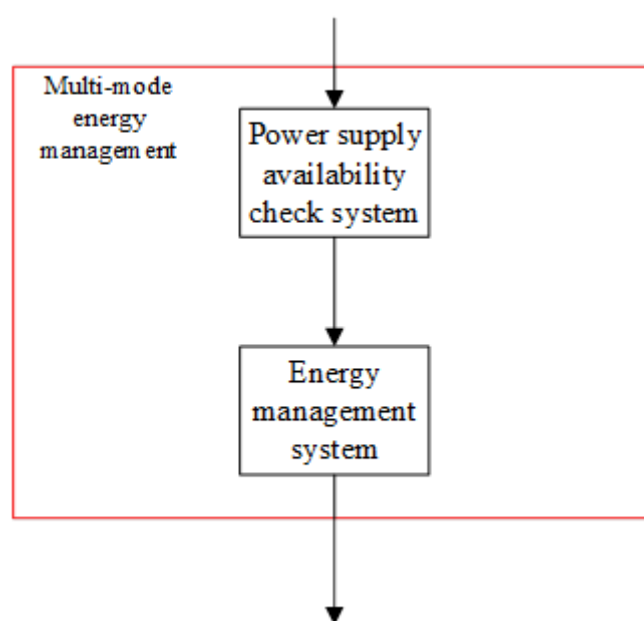 Multi-mode
energy
management
Power supply
availability
check system
Energy
management
system